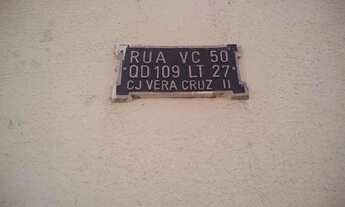 RUA VC 50
QD 109 LT 27
CJ VERA CRUZ II